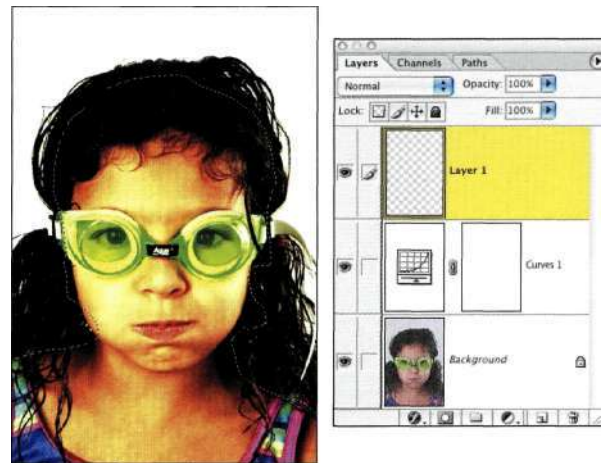 Layers Channels Paths
Normal Opacity: 100%
Lock: Fill: 100%
Layer 1
Curves 1
Background